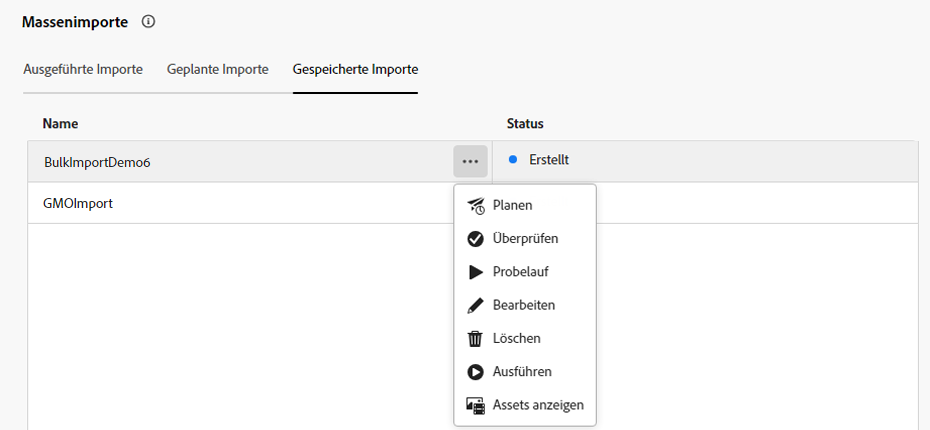 Massenimporte
Ausgeführte Importe Geplante Importe Gespeicherte Importe
Name Status
BulkImportDemo6 Erstellt
GMOImport
Planen
Überprüfen
Probelauf
Bearbeiten
Löschen
Ausführen
Assets anzeigen